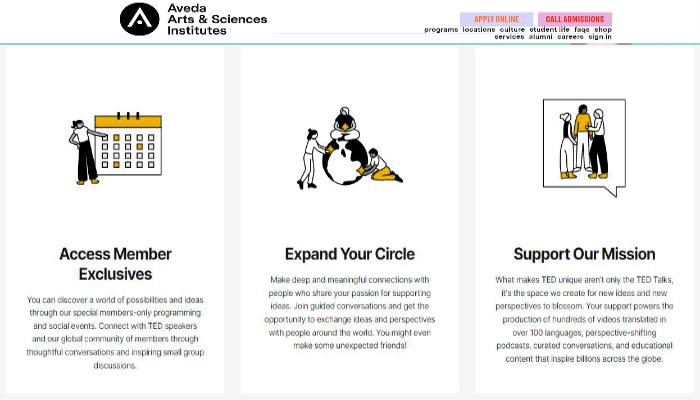 Aveda
Arts & Sciences
Institutes
APPLY ONLINE
CALL ADMISSIONS
programs locations culture student life faqs shop
services alumni careers sign in
Access Member
Exclusives
You can discover a world of possibilities and ideas
through our special members-only programming
and social events. Connect with TED speakers
and our global community of members through
thoughtful conversations and inspiring small group
discussions.
Expand Your Circle
Make deep and meaningful connections with
people who share your passion for supporting
ideas. Join guided conversations and get the
opportunity to exchange ideas and perspectives
with people around the world. You might even
make some unexpected friends!
Support Our Mission
What makes TED unique aren't only the TED Talks,
it's the space we create for new ideas and new
perspectives to blossom. Your support powers the
production of hundreds of videos translated in
over 100 languages, perspective-shifting
podcasts, curated conversations, and educational
content that inspire billions across the globe.